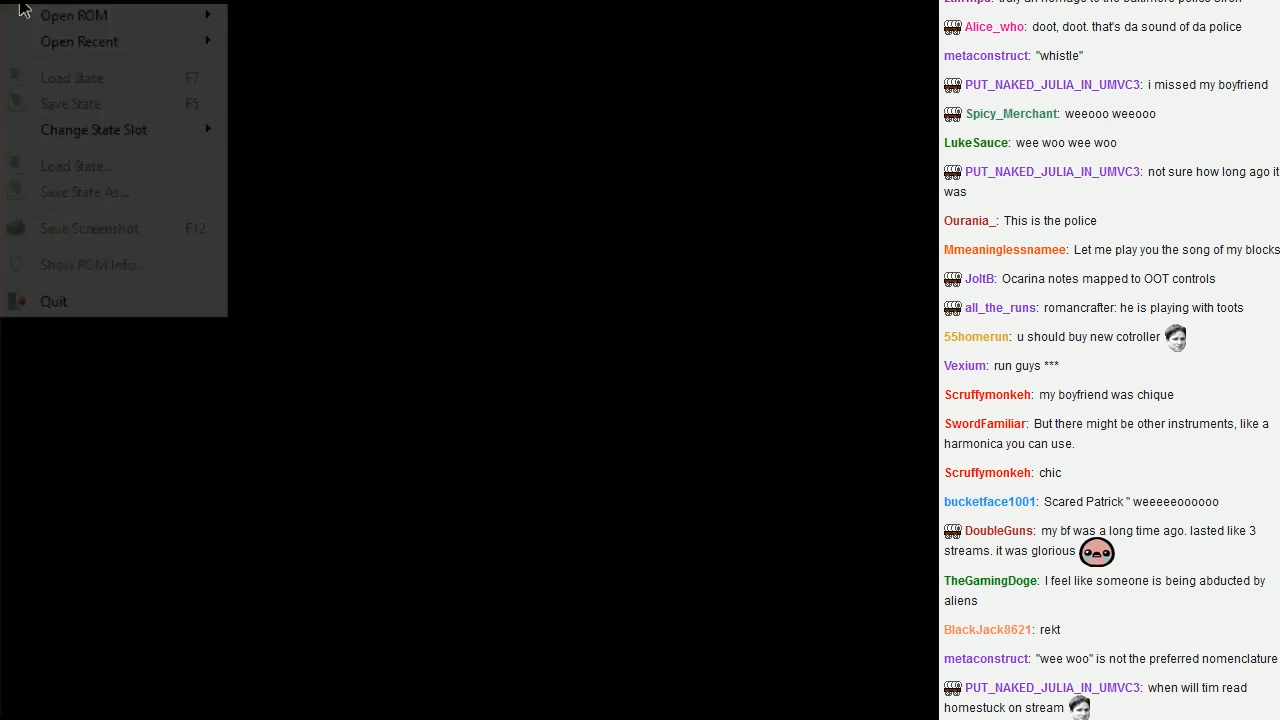 Open ROM
Open Recent
Load State F7
Save State F5
Change State Slot
Load State...
Save State As...
Save Screenshot F12
Show ROM Info...
Quit
Alice_who: doot, doot. that's da sound of da police
metaconstruct: "whistle"
PUT_NAKED_JULIA_IN_UMVC3: i missed my boyfriend
Spicy_Merchant: weeooo weeooo
LukeSauce: wee woo wee woo
PUT_NAKED_JULIA_IN_UMVC3: not sure how long ago it
was
Ourania_: This is the police
Mmeaninglessnamee: Let me play you the song of my blocks
JoltB: Ocarina notes mapped to OOT controls
all_the_runs: romancrafter: he is playing with toots
55homerun: u should buy new cotroller
Vexium: run guys ***
Scruffymonkeh: my boyfriend was chique
SwordFamiliar: But there might be other instruments, like a
harmonica you can use.
Scruffymonkeh: chic
bucketface1001: Scared Patrick " weeeeeoooooo
DoubleGuns: my bf was a long time ago. lasted like 3
streams. it was glorious
TheGamingDoge: I feel like someone is being abducted by
aliens
BlackJack8621: rekt
metaconstruct: "wee woo" is not the preferred nomenclature
PUT_NAKED_JULIA_IN_UMVC3: when will tim read
homestuck on stream